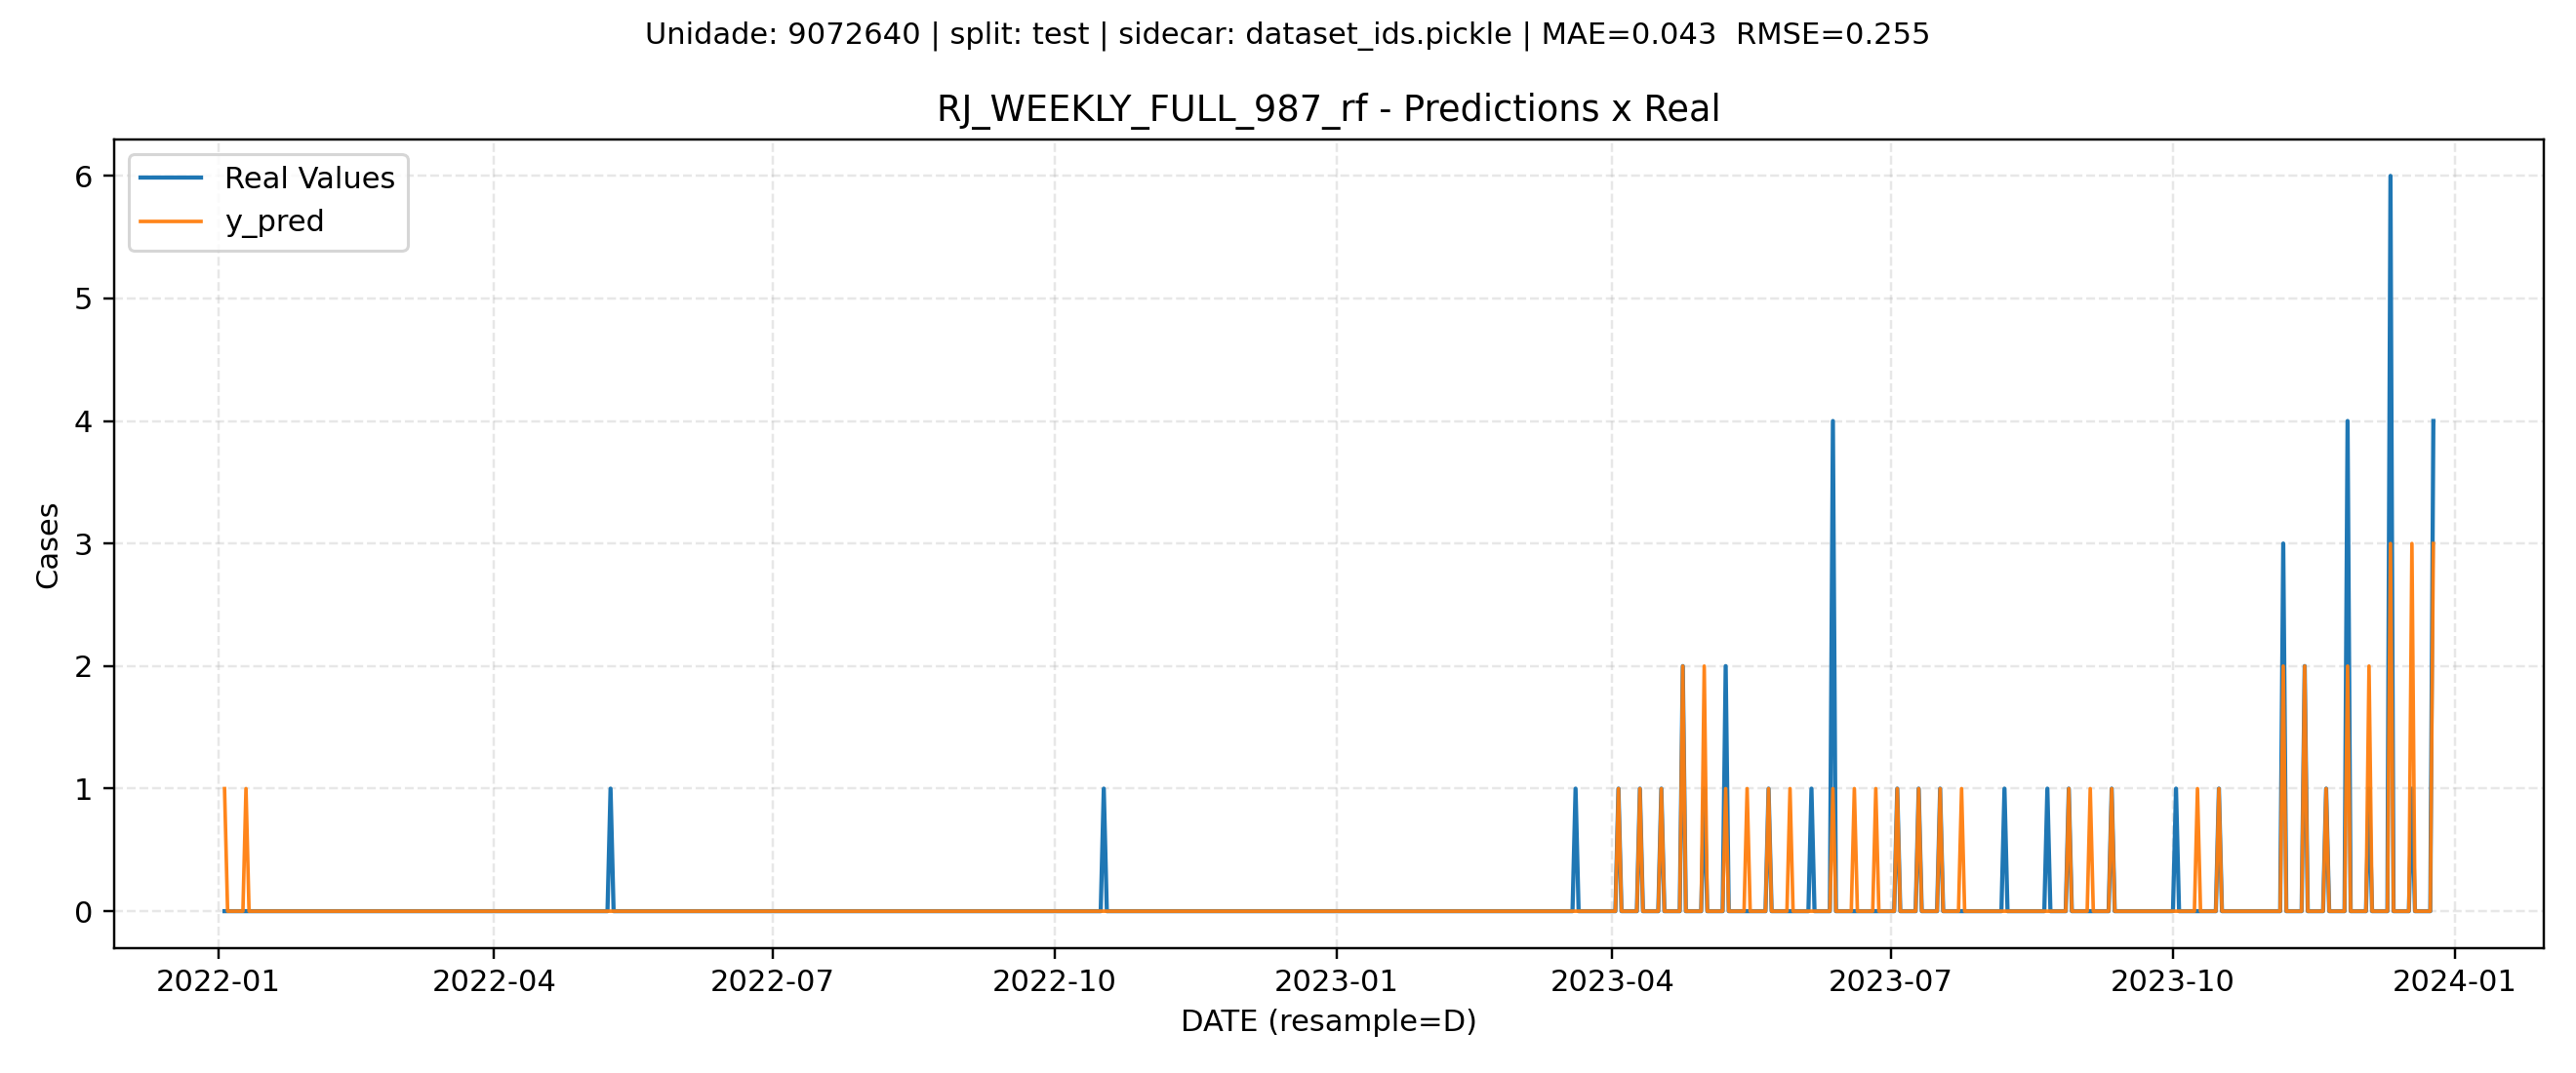 Unidade: 9072640 | split: test | sidecar: dataset_ids.pickle | MAE=0.043  RMSE=0.255
RJ_WEEKLY_FULL_987_rf - Predictions x Real
Real Values
y_pred
6
5
4
3
2
1
0
Cases
2022-01
2022-04
2022-07
2022-10
2023-01
2023-04
2023-07
2023-10
2024-01
DATE (resample=D)